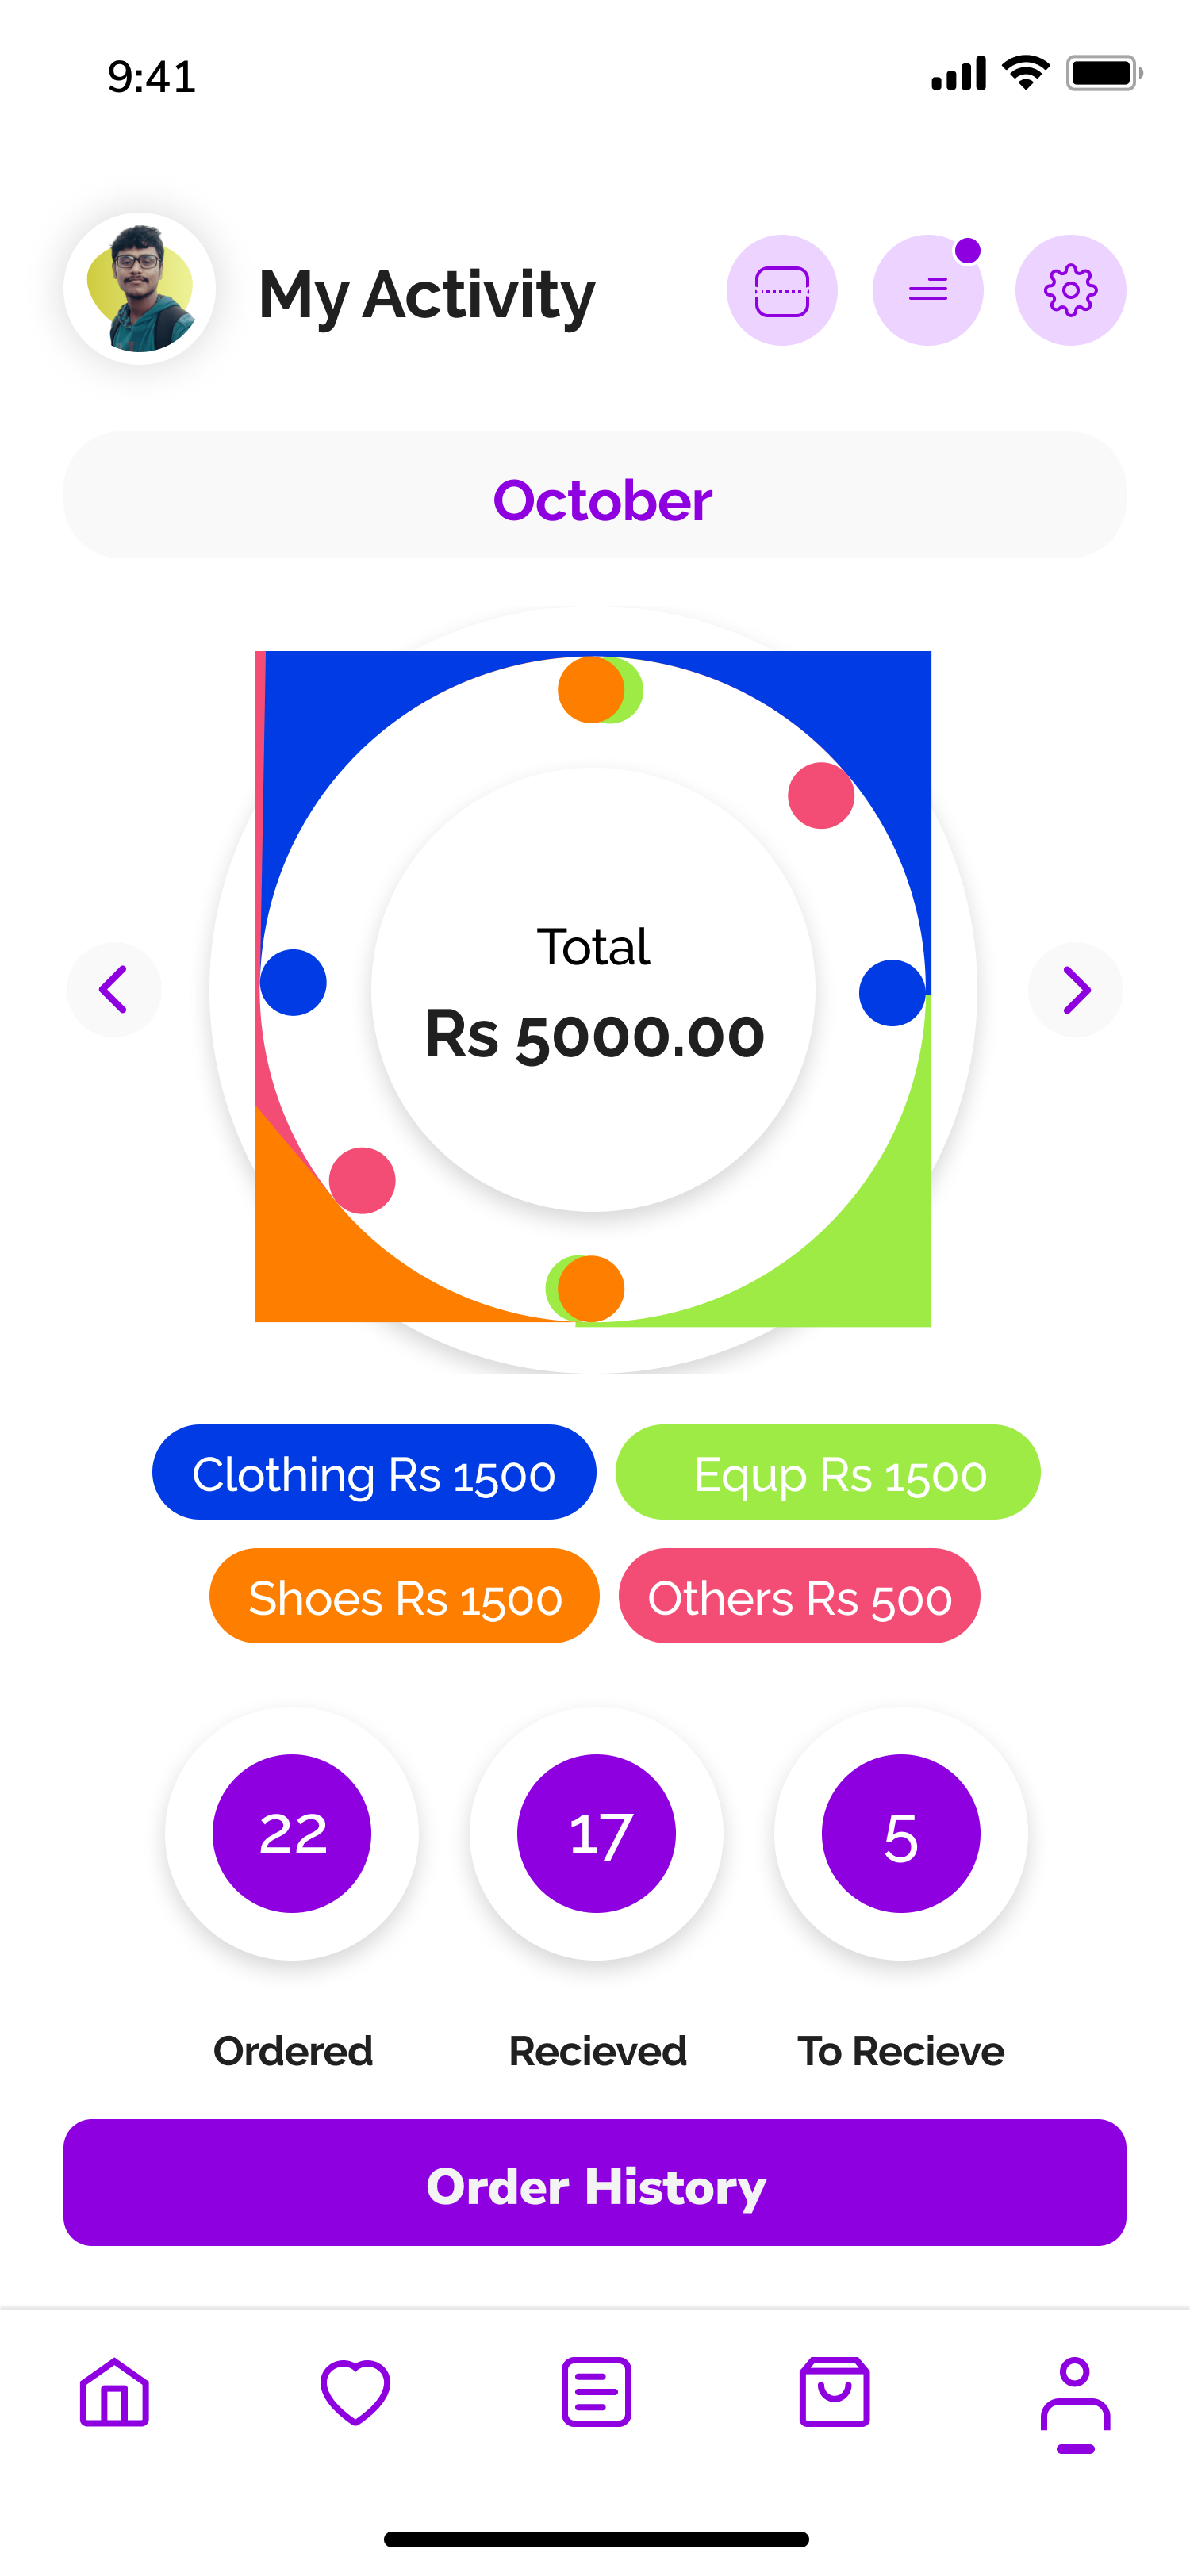 9:41
My Activity
October
Total
Rs 5000.00
Clothing Rs 1500
Equp Rs 1500
Shoes Rs 1500
Others Rs 500
22
17
5
Ordered
Recieved
To Recieve
Order History